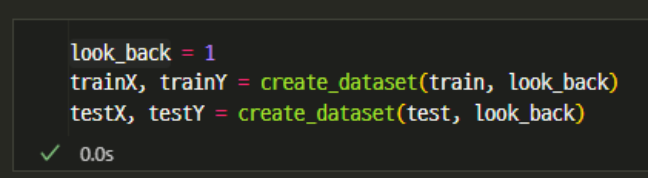 look_back = 1
trainX, trainY = create_dataset(train, look_back)
testX, testY = create_dataset(test, look_back)
0.0s